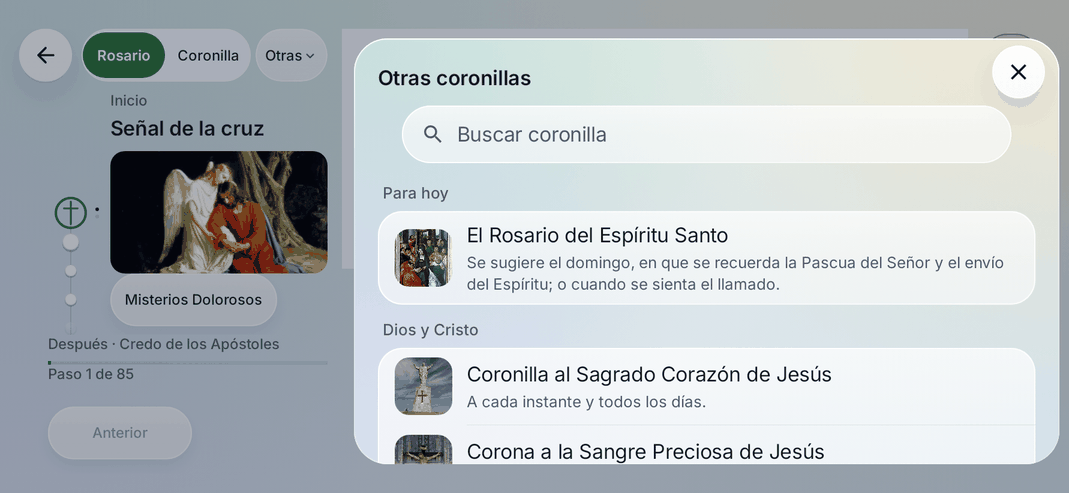 Rosario
Coronilla
Otras
Inicio
Señal de la cruz
Misterios Dolorosos
Después · Credo de los Apóstoles
Paso 1 de 85
Anterior
Otras coronillas
Buscar coronilla
Para hoy
El Rosario del Espíritu Santo
Se sugiere el domingo, en que se recuerda la Pascua del Señor y el envío
del Espíritu; o cuando se sienta el llamado.
Dios y Cristo
Coronilla al Sagrado Corazón de Jesús
A cada instante y todos los días.
Corona a la Sangre Preciosa de Jesús